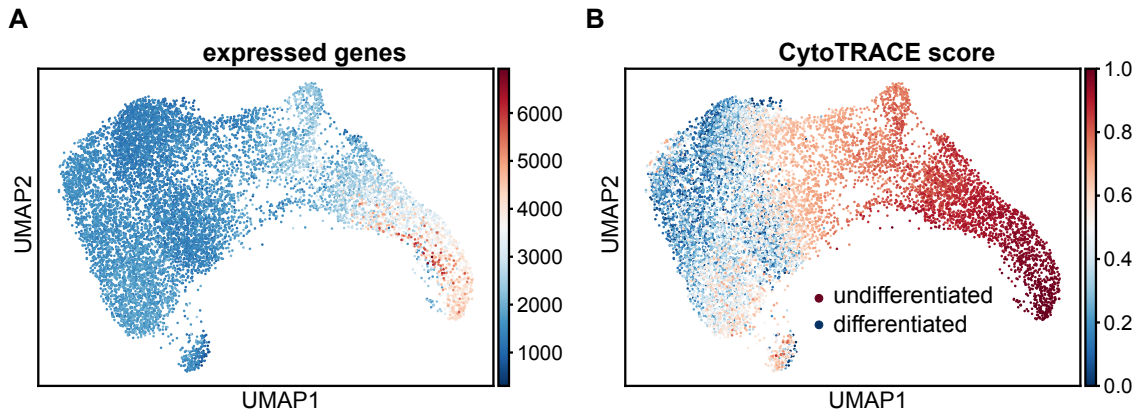 A
expressed genes
6000
5000
4000
3000
2000
1000
UMAP2
UMAP1
B
CytoTRACE score
1.0
0.8
0.6
0.4
0.2
0.0
undifferentiated
differentiated
UMAP2
UMAP1